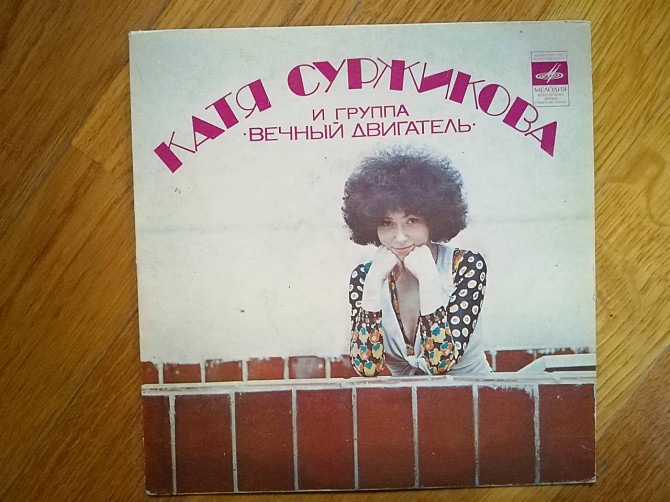 КАТЯ СУРЖИКОВА
И ГРУППА
·ВЕЧНЫЙ ДВИГАТЕЛЬ·
МЕЛОДИЯ